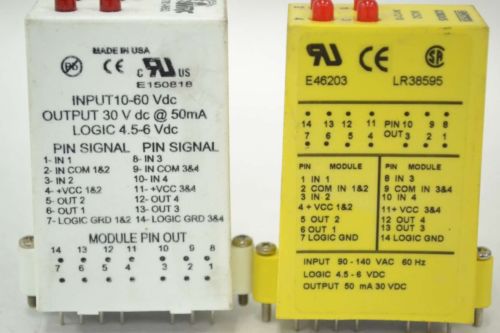 MADE IN USA
C US
E150818
INPUT 10-60 Vdc
OUTPUT 30 V dc @ 50mA
LOGIC 4.5-6 Vdc
PIN SIGNAL PIN SIGNAL
1- IN 1 8- IN 3
2- IN COM 1&2 9- IN COM 3&4
3- IN 2 10- IN 4
4- +VCC 1&2 11- +VCC 3&4
5- OUT 2 12- OUT 4
6- OUT 1 13- OUT 3
7- LOGIC GRD 1&2 14- LOGIC GRD 3&4
MODULE PIN OUT
14 13 12 11 10 9 8
7 6 5 4 3 2 1
CE
E46203 LR38595
14 13 12 11 PIN 10 9 8
7 6 5 4 OUT 3 2 1
PIN MODULE PIN MODULE
1 IN 1 8 IN 3
2 COM IN 1&2 9 COM IN 3&4
3 IN 2 10 IN 4
4 + VCC 1&2 11 + VCC 3&4
5 OUT 2 12 OUT 4
6 OUT 1 13 OUT 3
7 LOGIC GND 14 LOGIC GND
INPUT 90 - 140 VAC 60 Hz
LOGIC 4.5 - 6 VDC
OUTPUT 50 mA 30 VDC